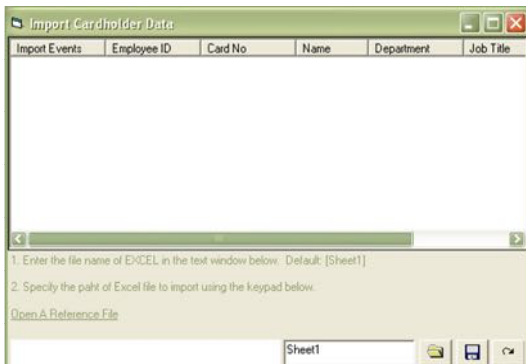 Import Cardholder Data
Import Events Employee ID Card No Name Department Job Title
1. Enter the file name of EXCEL in the text window below. Default: [Sheet1]
2. Specify the paht of Excel file to import using the keypad below.
Open A Reference File
Sheet1